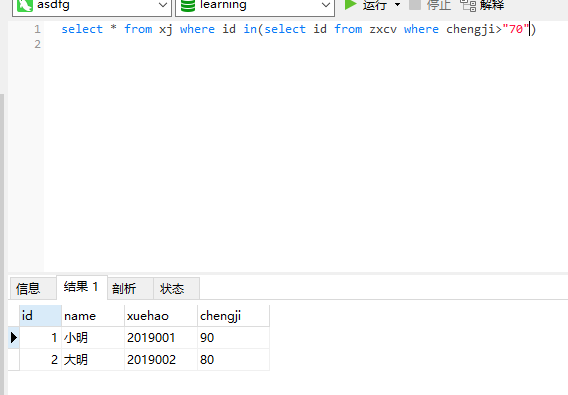 asdfg learning 运行 停止 解释
1 select * from xj where id in(select id from zxcv where chengji>"70")
2
信息 结果 1 剖析 状态
id name xuehao chengji
1 小明 2019001 90
2 大明 2019002 80